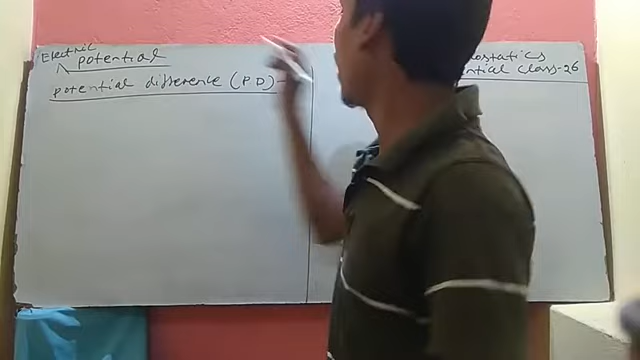 Electric
potential
potential difference (PD)
ostatics
ntial class-26